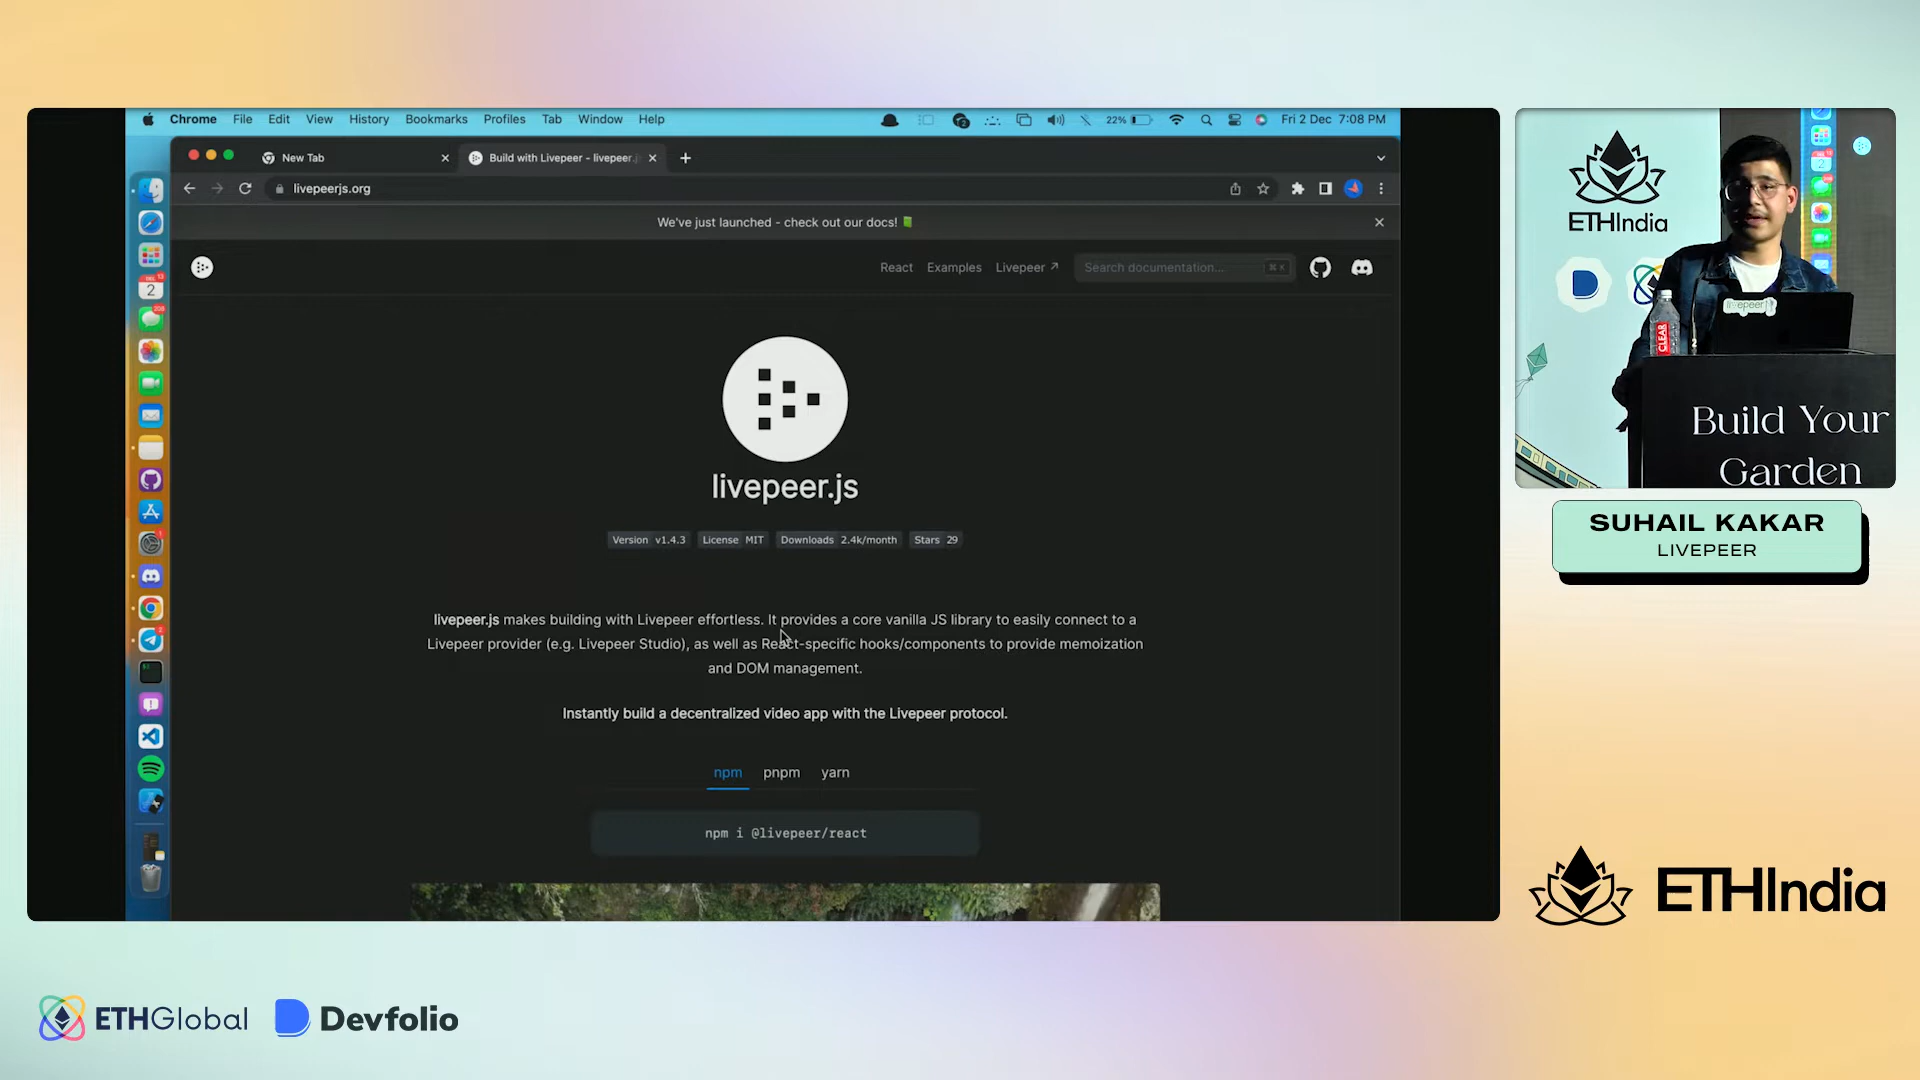 Chrome File Edit View History Bookmarks Profiles Tab Window Help
22% Fri 2 Dec 7:08 PM
New Tab
Build with Livepeer - livepeer.j
livepeerjs.org
We've just launched - check out our docs!
React Examples Livepeer ↗ Search documentation... ⌘ K
2
livepeer.js
Version v1.4.3 License MIT Downloads 2.4k/month Stars 29
livepeer.js makes building with Livepeer effortless. It provides a core vanilla JS library to easily connect to a
Livepeer provider (e.g. Livepeer Studio), as well as React-specific hooks/components to provide memoization
and DOM management.
Instantly build a decentralized video app with the Livepeer protocol.
npm pnpm yarn
npm i @livepeer/react
ETHIndia
livepeer
CLEAR
Build Your
Garden
SUHAIL KAKAR
LIVEPEER
ETHIndia
ETHGlobal
Devfolio